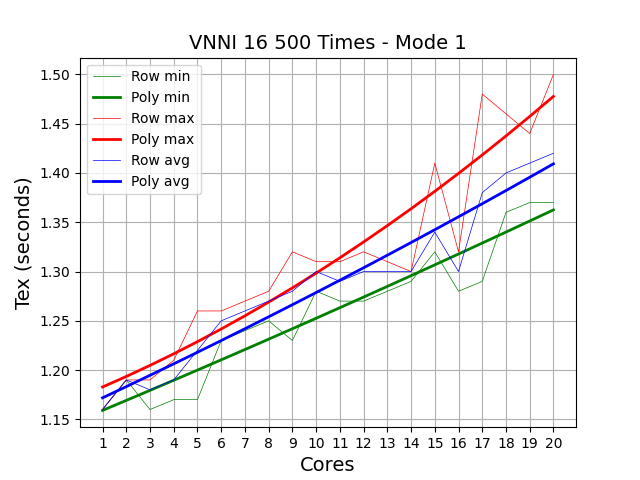 VNNI 16 500 Times - Mode 1
Row min
Poly min
Row max
Poly max
Row avg
Poly avg
Tex (seconds)
1.50
1.45
1.40
1.35
1.30
1.25
1.20
1.15
1 2 3 4 5 6 7 8 9 10 11 12 13 14 15 16 17 18 19 20
Cores